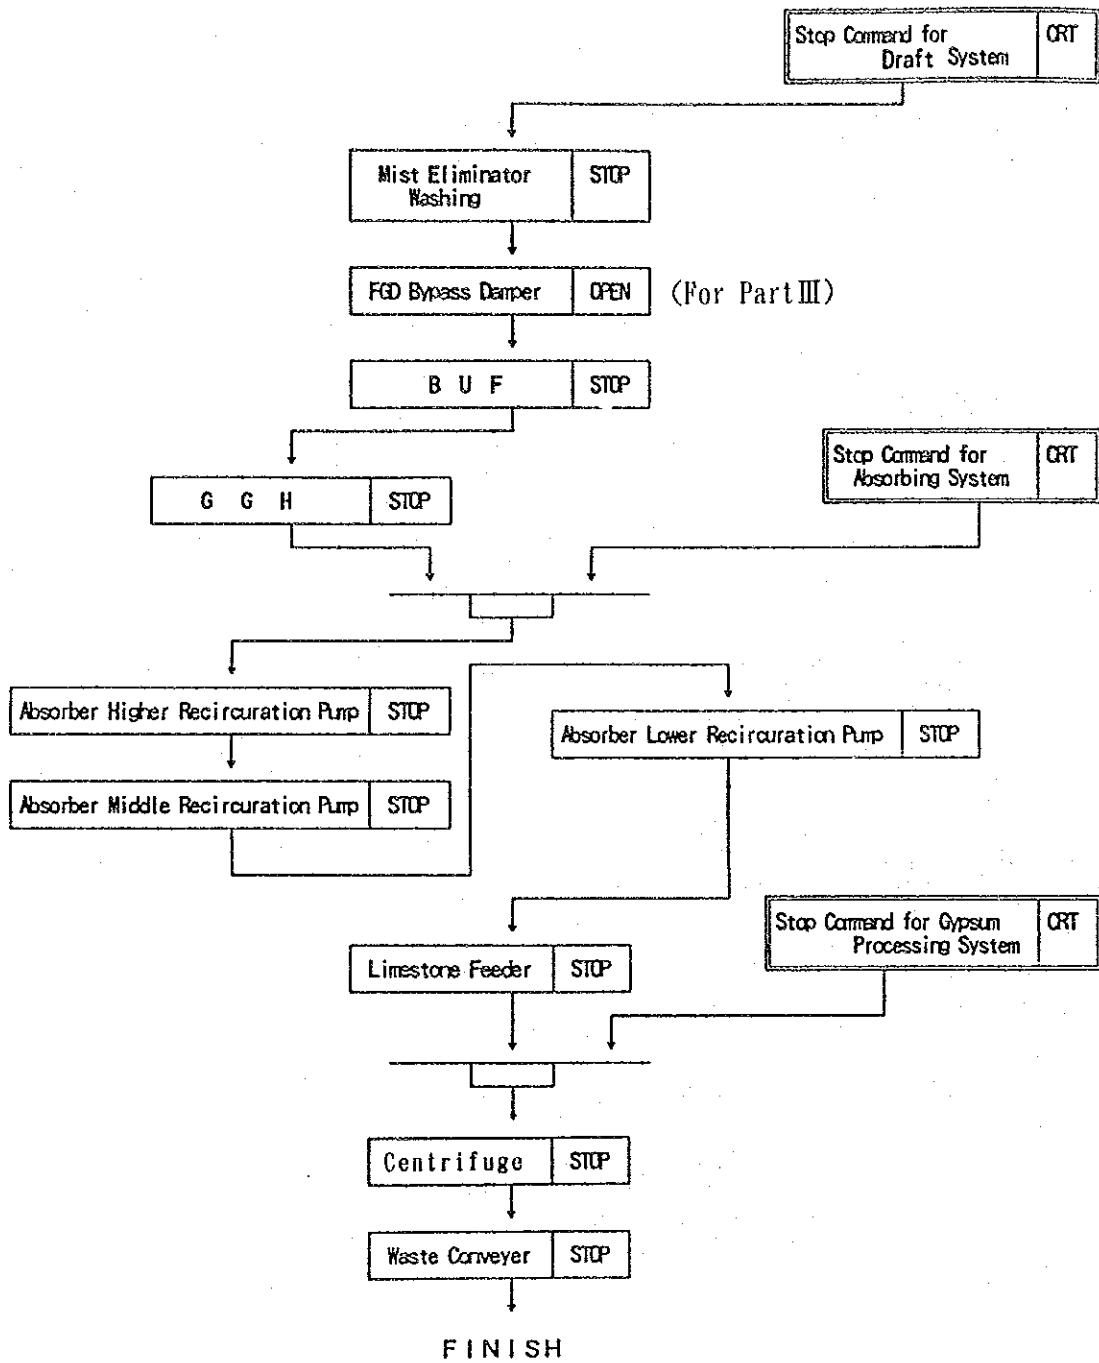 Stop Command for CRT
Draft System
Mist Eliminator STOP
Washing
FGD Bypass Damper OPEN (For PartⅢ)
B U F STOP
Stop Command for CRT
Absorbing System
G G H STOP
Absorber Higher Recircuration Pump STOP
Absorber Lower Recircuration Pump STOP
Absorber Middle Recircuration Pump STOP
Stop Command for Gypsum CRT
Processing System
Limestone Feeder STOP
Centrifuge STOP
Waste Conveyer STOP
FINISH